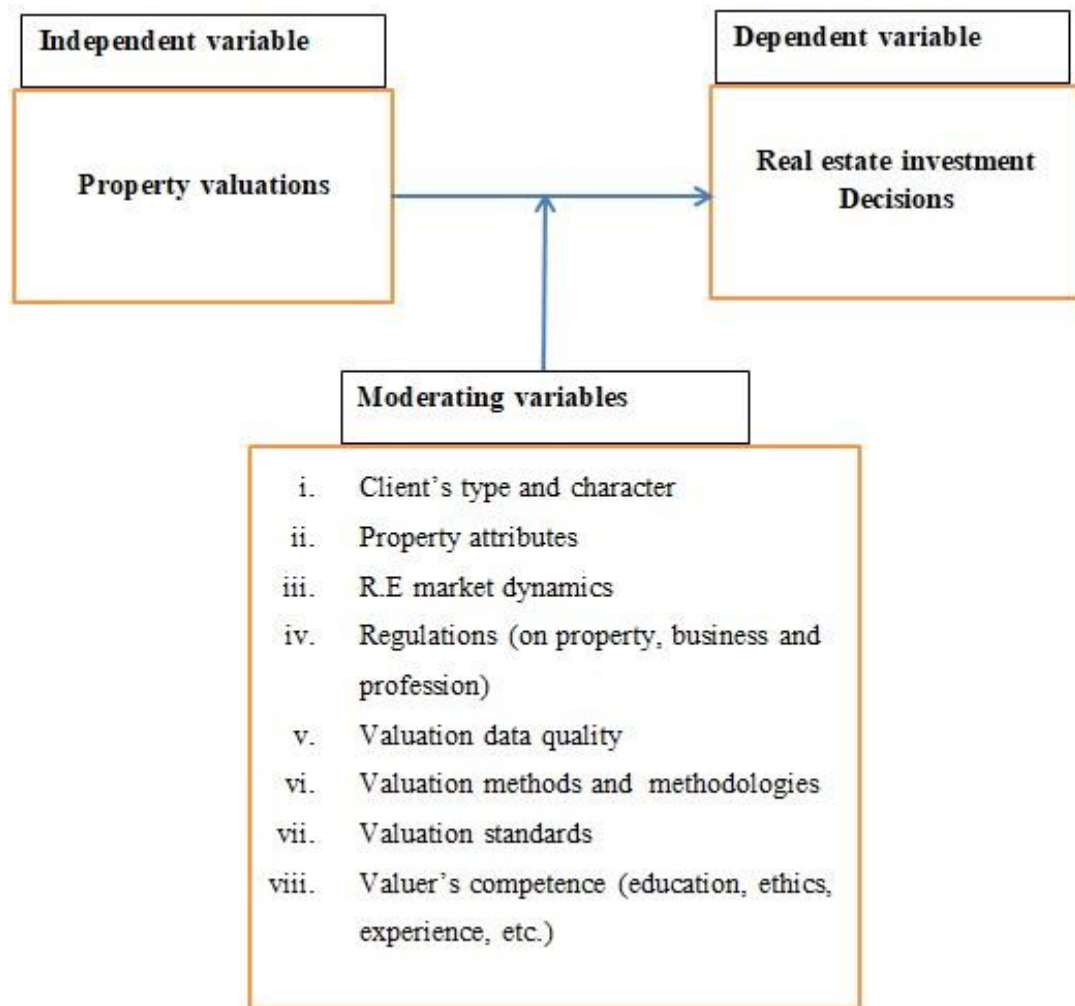 Independent variable
Dependent variable
Property valuations
Real estate investment
Decisions
Moderating variables
i. Client’s type and character
ii. Property attributes
iii. R.E market dynamics
iv. Regulations (on property, business and
profession)
v. Valuation data quality
vi. Valuation methods and methodologies
vii. Valuation standards
viii. Valuer’s competence (education, ethics,
experience, etc.)